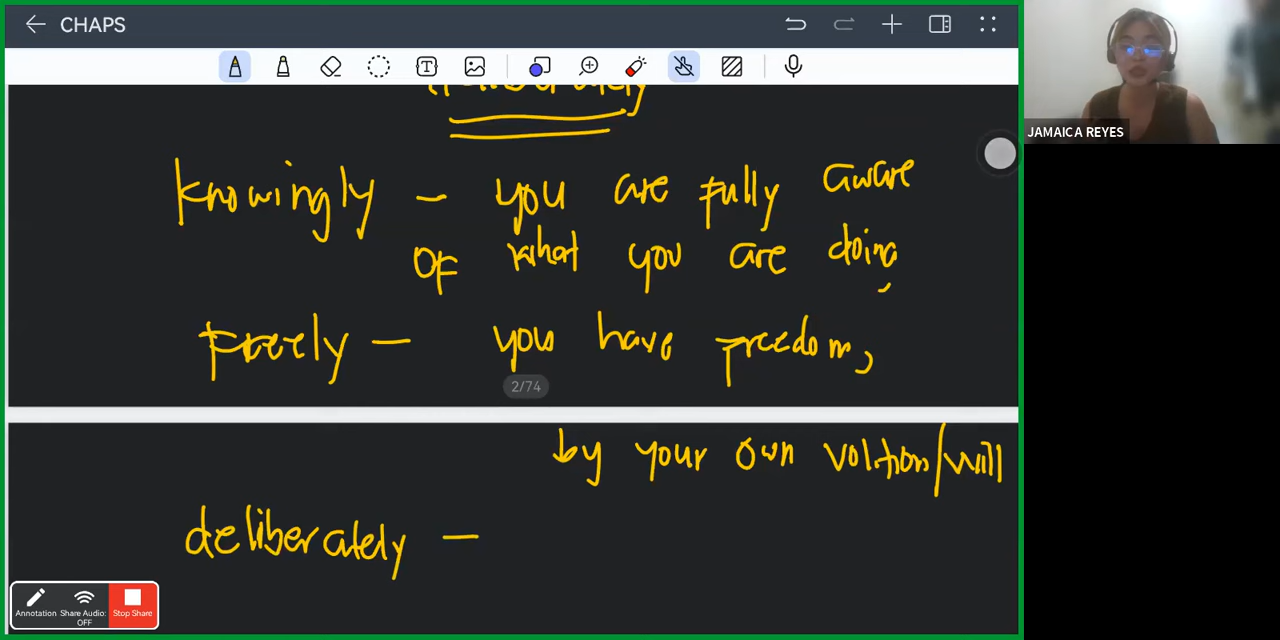 CHAPS
JAMAICA REYES
knowingly - you are fully aware
of what you are doing,
freely - you have freedom,
2/74
by your own volition/will
deliberately -
Annotation
Share Audio: OFF
Stop Share